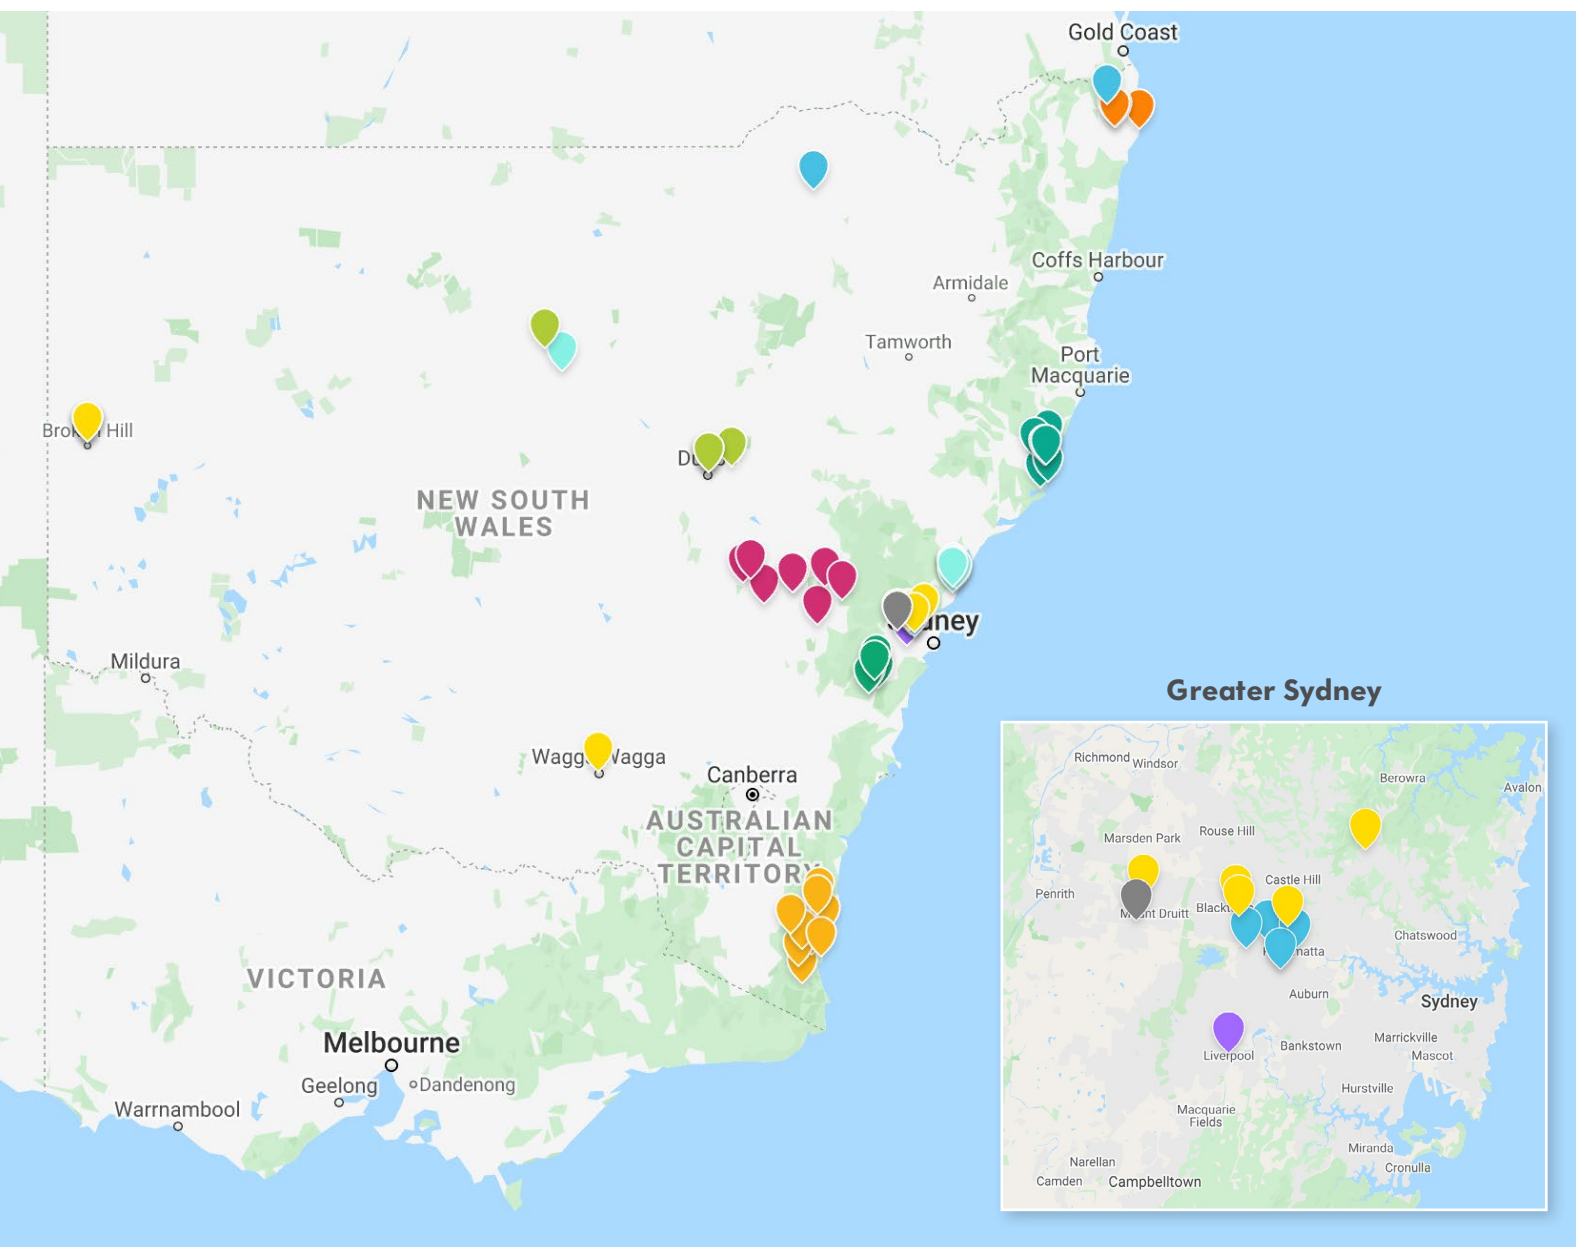 Gold Coast
Coffs Harbour
Armidale
Tamworth
Port
Macquarie
Hill
NEW SOUTH
WALES
Mildura
Canberra
AUSTRALIAN
CAPITAL
TERRITORY
VICTORIA
Melbourne
Geelong
Dandenong
Warrnambool
Greater Sydney
Richmond
Windsor
Berowra
Avalon
Marsden Park
Rouse Hill
Castle Hill
Penrith
Druitt
Chatswood
Auburn
Sydney
Liverpool
Bankstown
Marrickville
Mascot
Hurstville
Macquarie
Fields
Miranda
Cronulla
Narellan
Camden
Campbelltown